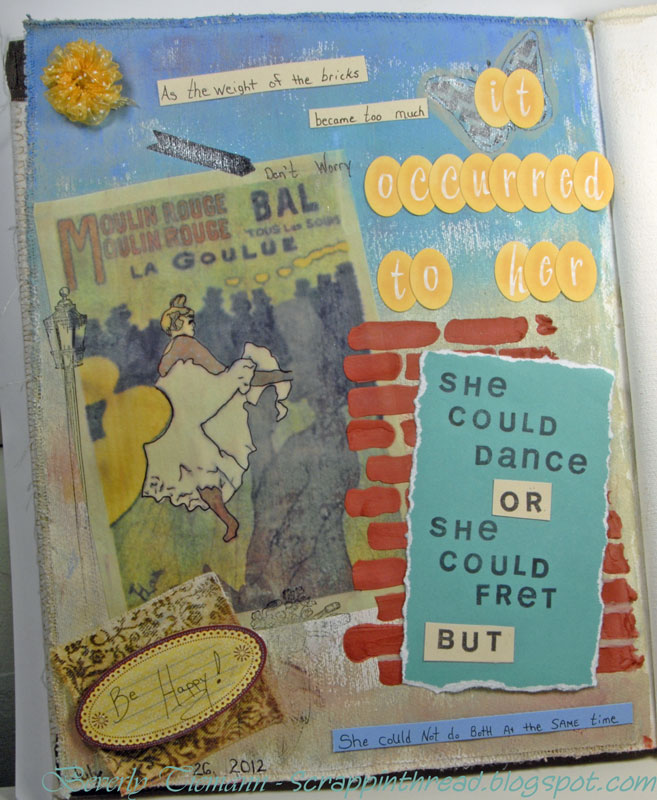 As the weight of the bricks
became too much
it
occurred
to her
Don't Worry
MOULIN ROUGE BAL
MOULIN ROUGE TOUS LES SOIRS
LA GOULUE
SHE
COULD
DANCE
OR
SHE
COULD
FRET
BUT
Be Happy!
She could Not do Both At the SAME time
26, 2012
Beverly - Scrappinthread.blogspot.com